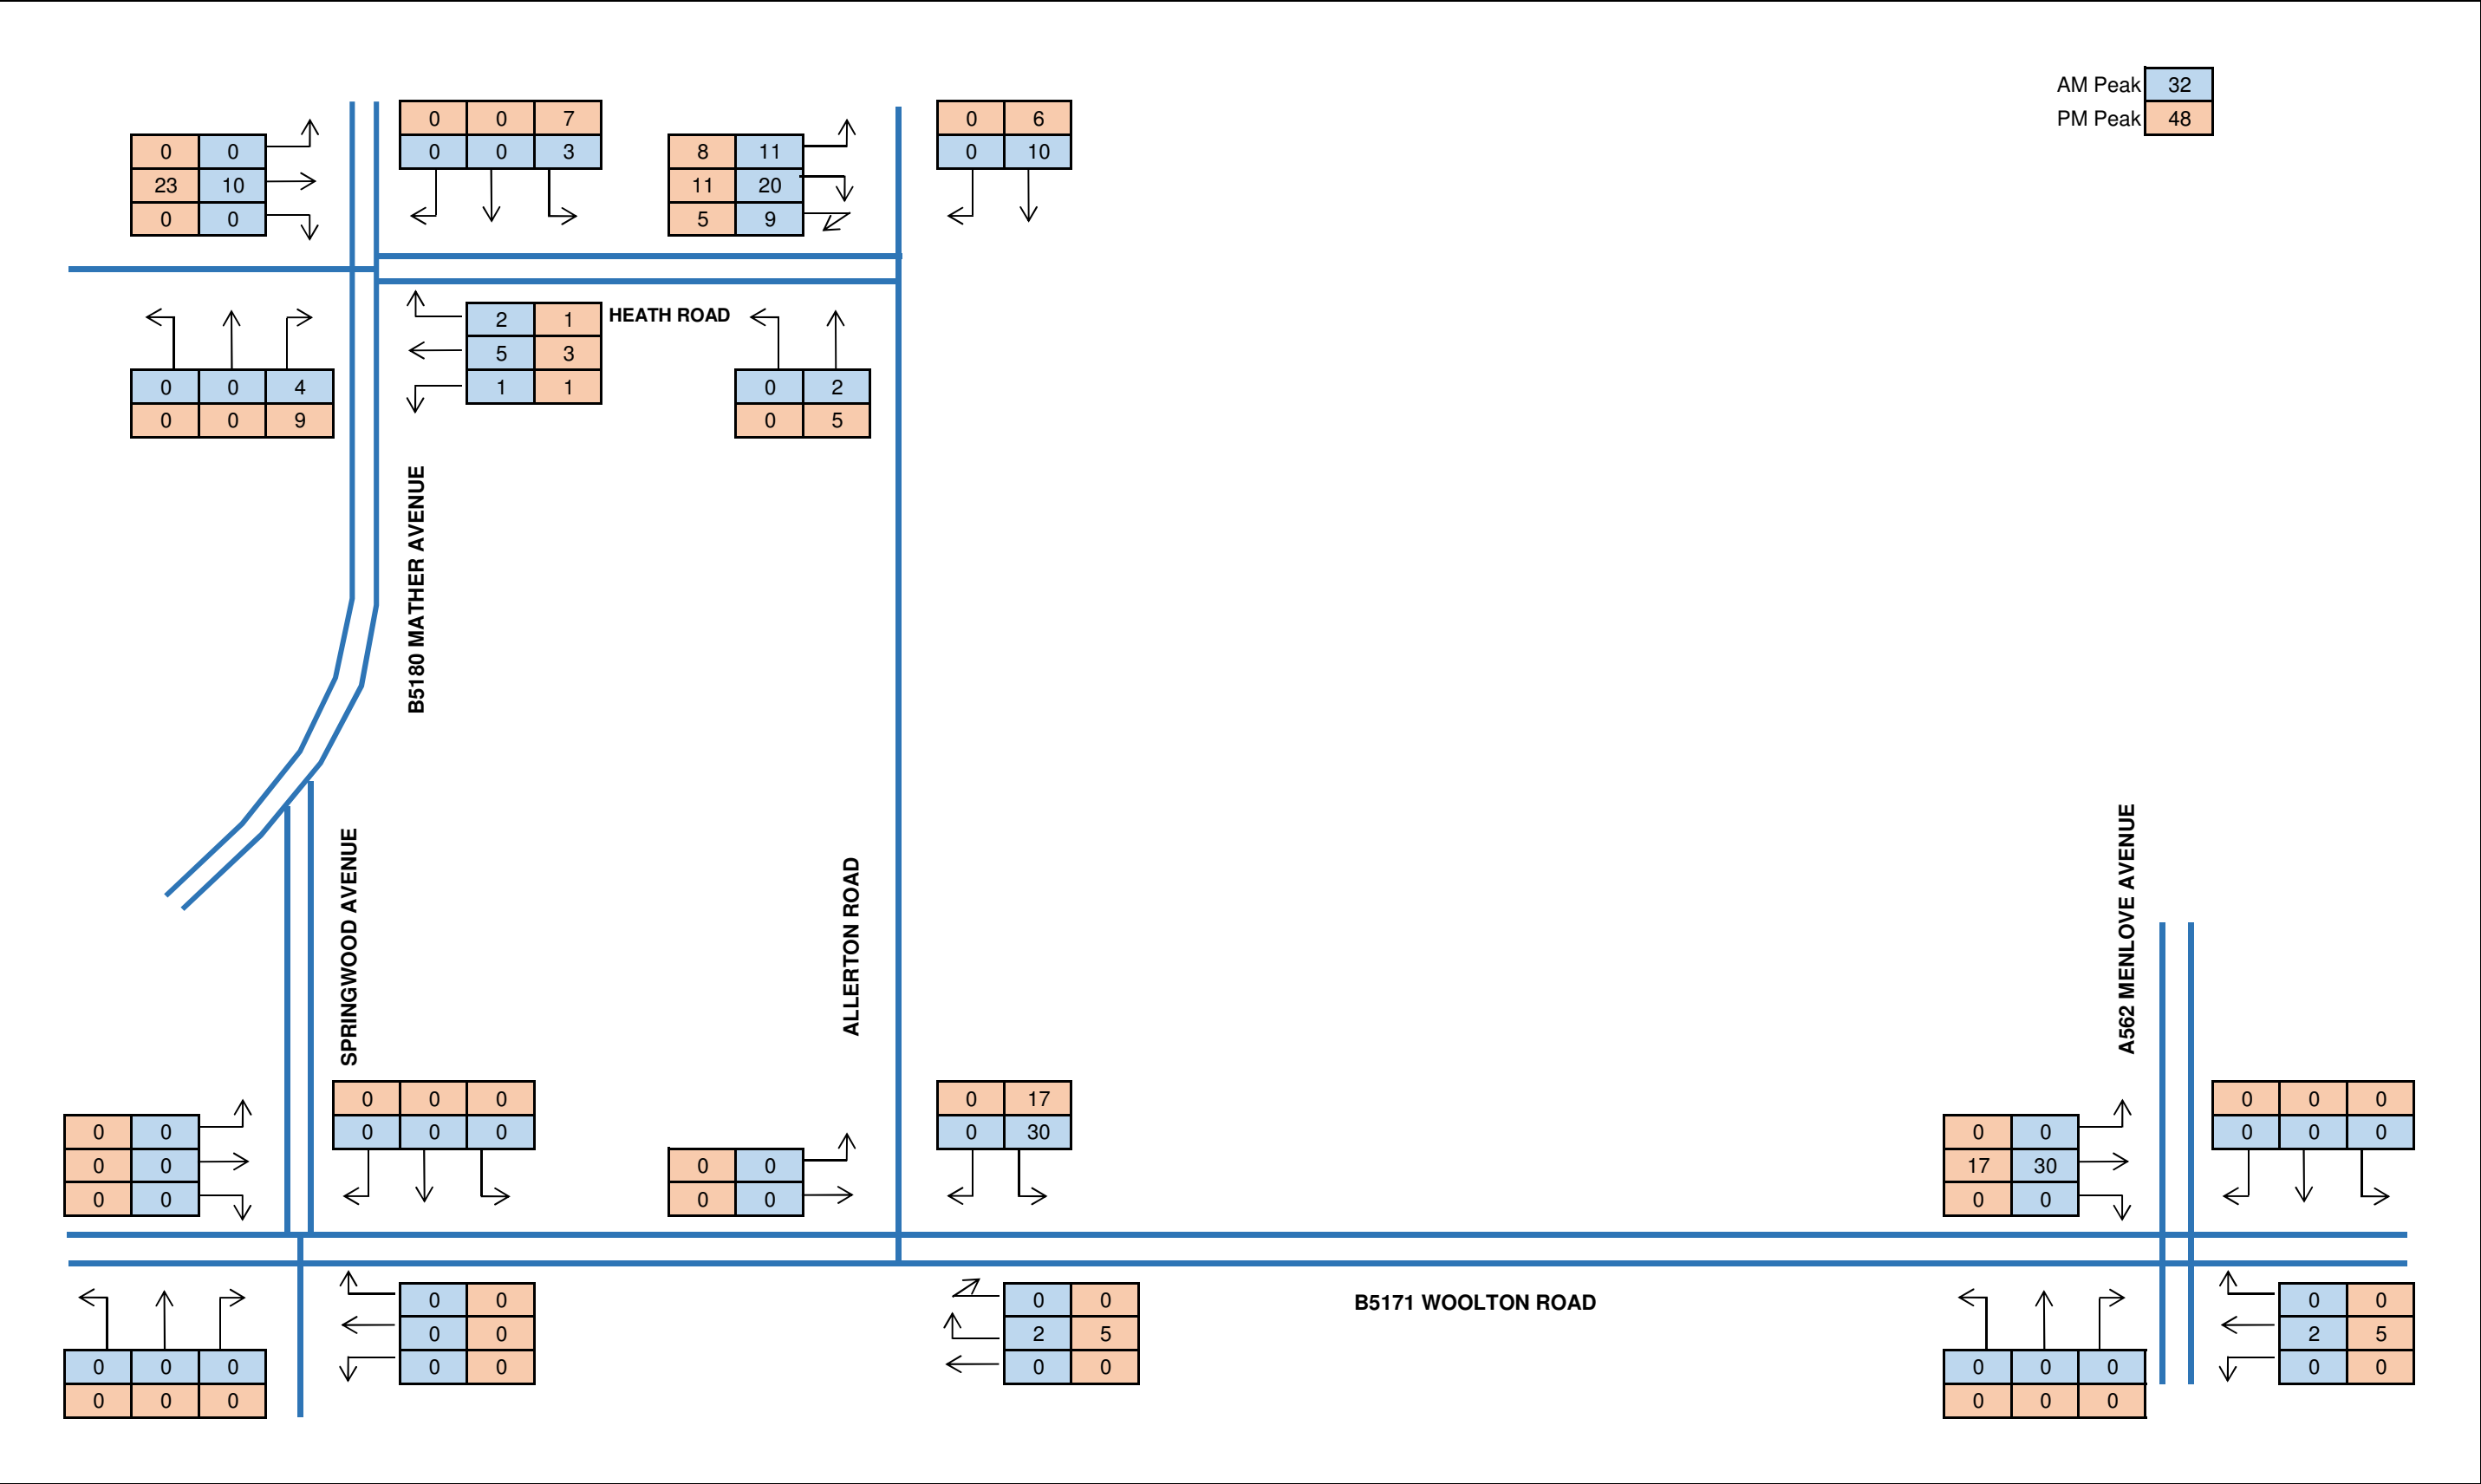 AM Peak 32
PM Peak 48
0 0 7
0 0 3
0 6
0 10
0 0
23 10
0 0
8 11
11 20
5 9
2 1
5 3
1 1
HEATH ROAD
0 0 4
0 0 9
0 2
0 5
B5180 MATHER AVENUE
SPRINGWOOD AVENUE
ALLERTON ROAD
A562 MENLOVE AVENUE
0 0 0
0 0 0
0 17
0 30
0 0 0
0 0 0
0 0
0 0
0 0
0 0
0 0
0 0
17 30
0 0
0 0
0 0
0 0
0 0
2 5
0 0
B5171 WOOLTON ROAD
0 0
2 5
0 0
0 0 0
0 0 0
0 0 0
0 0 0